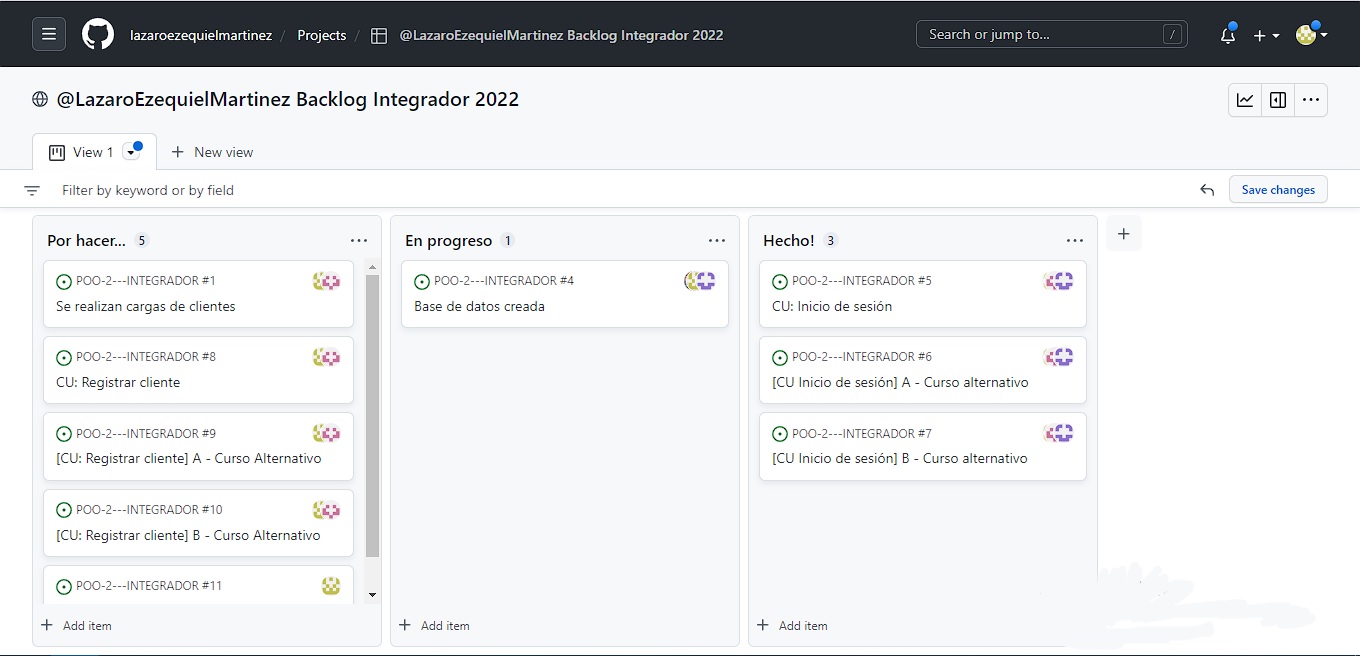 lazaroezequielmartinez / Projects / @LazaroEzequielMartinez Backlog Integrador 2022
Search or jump to... /
@LazaroEzequielMartinez Backlog Integrador 2022
View 1
New view
Filter by keyword or by field
Save changes
Por hacer... 5
POO-2---INTEGRADOR #1
Se realizan cargas de clientes
POO-2---INTEGRADOR #8
CU: Registrar cliente
POO-2---INTEGRADOR #9
[CU: Registrar cliente] A - Curso Alternativo
POO-2---INTEGRADOR #10
[CU: Registrar cliente] B - Curso Alternativo
POO-2---INTEGRADOR #11
Add item
En progreso 1
POO-2---INTEGRADOR #4
Base de datos creada
Add item
Hecho! 3
POO-2---INTEGRADOR #5
CU: Inicio de sesión
POO-2---INTEGRADOR #6
[CU Inicio de sesión] A - Curso alternativo
POO-2---INTEGRADOR #7
[CU Inicio de sesión] B - Curso alternativo
Add item